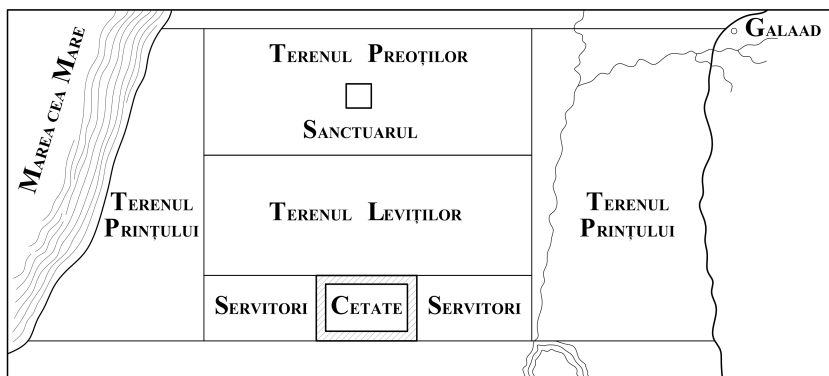 MAREA CEA MARE
TERENUL PREOȚILOR
GALAAD
SANCTUARUL
TERENUL
PRINȚULUI
TERENUL LEVIȚILOR
TERENUL
PRINȚULUI
SERVITORI
CETATE
SERVITORI